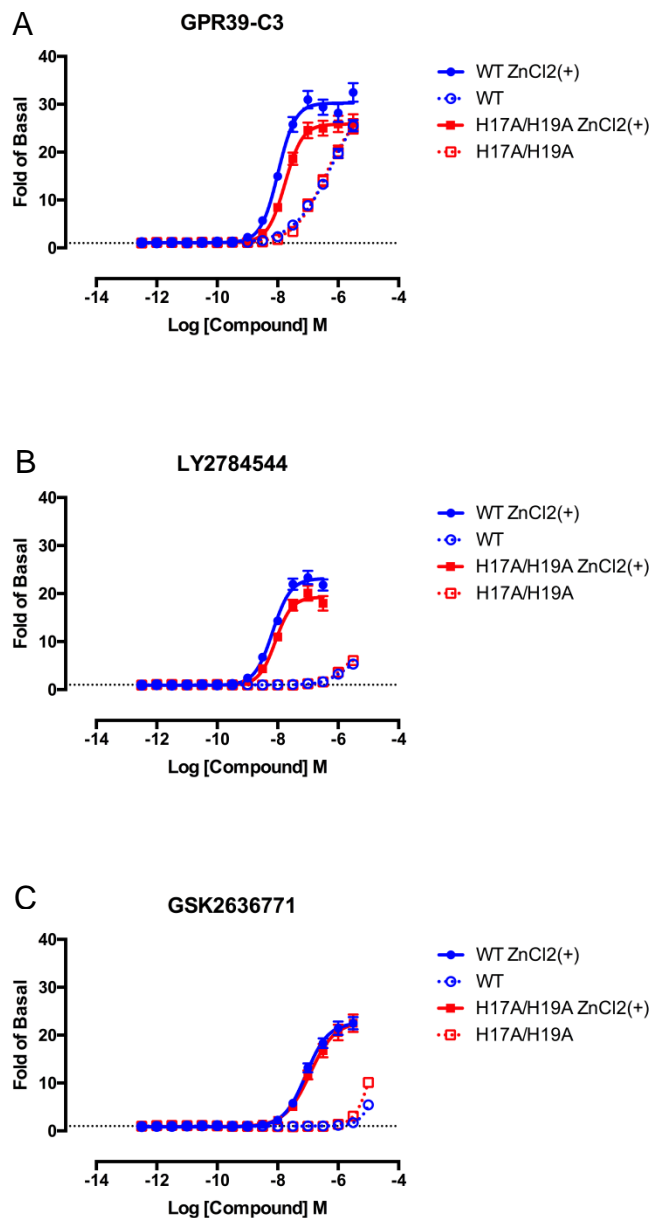 A
GPR39-C3
40
30
20
10
0
Fold of Basal
-14 -12 -10 -8 -6 -4
Log [Compound] M
WT ZnCl2(+)
WT
H17A/H19A ZnCl2(+)
H17A/H19A
B
LY2784544
40
30
20
10
0
Fold of Basal
-14 -12 -10 -8 -6 -4
Log [Compound] M
WT ZnCl2(+)
WT
H17A/H19A ZnCl2(+)
H17A/H19A
C
GSK2636771
40
30
20
10
0
Fold of Basal
-14 -12 -10 -8 -6 -4
Log [Compound] M
WT ZnCl2(+)
WT
H17A/H19A ZnCl2(+)
H17A/H19A